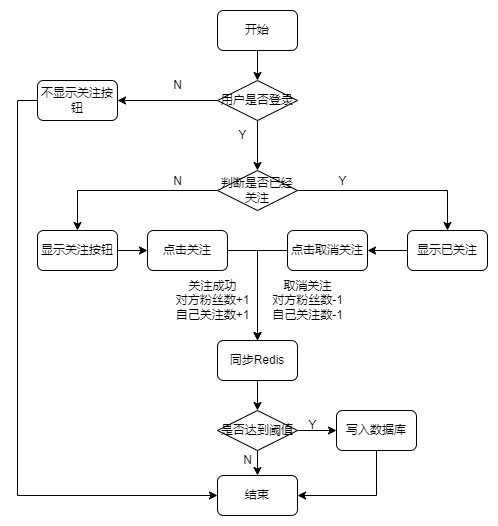 开始
N
不显示关注按
钮
用户是否登录
Y
N
判断是否已经
关注
Y
显示关注按钮
点击关注
点击取消关注
显示已关注
关注成功
对方粉丝数+1
自己关注数+1
取消关注
对方粉丝数-1
自己关注数-1
同步Redis
是否达到阈值
Y
写入数据库
N
结束